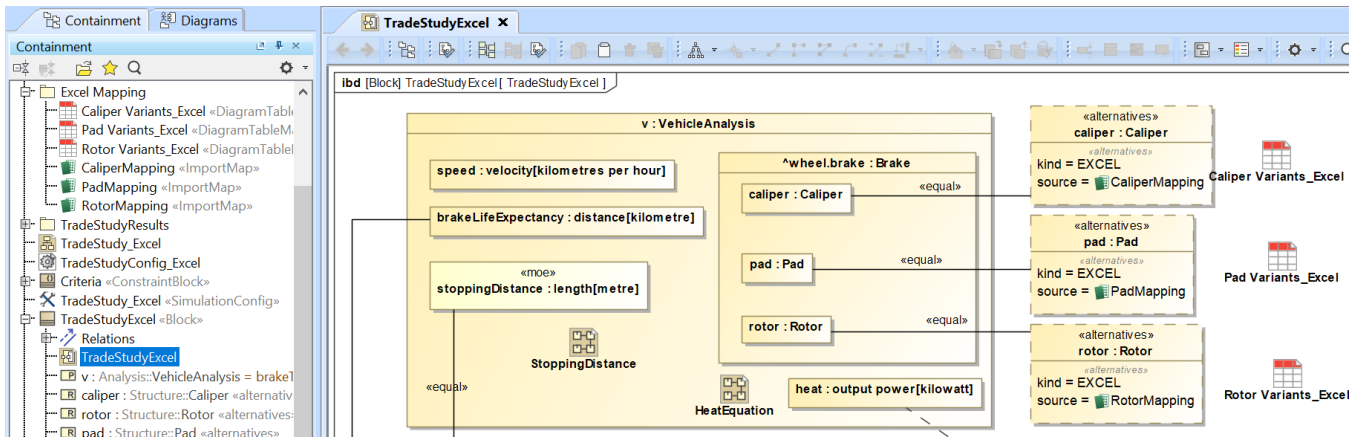 Containment
Diagrams
TradeStudyExcel
Containment
Excel Mapping
Caliper Variants_Excel «DiagramTabl
Pad Variants_Excel «DiagramTableM
Rotor Variants_Excel «DiagramTabl
CaliperMapping «ImportMap»
PadMapping «ImportMap»
RotorMapping «ImportMap»
TradeStudyResults
TradeStudy_Excel
TradeStudyConfig_Excel
Criteria «ConstraintBlock»
TradeStudy_Excel «SimulationConfig»
TradeStudyExcel «Block»
Relations
TradeStudyExcel
v : Analysis::VehicleAnalysis = brakeT
caliper : Structure::Caliper «alternativ
rotor : Structure::Rotor «alternatives
pad : Structure::Pad «alternatives»
ibd [Block] TradeStudyExcel[ TradeStudyExcel ]
v : VehicleAnalysis
speed : velocity[kilometres per hour]
brakeLifeExpectancy : distance[kilometre]
«moe»
stoppingDistance : length[metre]
StoppingDistance
«equal»
^wheel.brake : Brake
caliper : Caliper
«equal»
pad : Pad
«equal»
rotor : Rotor
«equal»
HeatEquation
heat : output power[kilowatt]
«alternatives»
caliper : Caliper
«alternatives»
kind = EXCEL
source = CaliperMapping
Caliper Variants_Excel
«alternatives»
pad : Pad
«alternatives»
kind = EXCEL
source = PadMapping
Pad Variants_Excel
«alternatives»
rotor : Rotor
«alternatives»
kind = EXCEL
source = RotorMapping
Rotor Variants_Excel